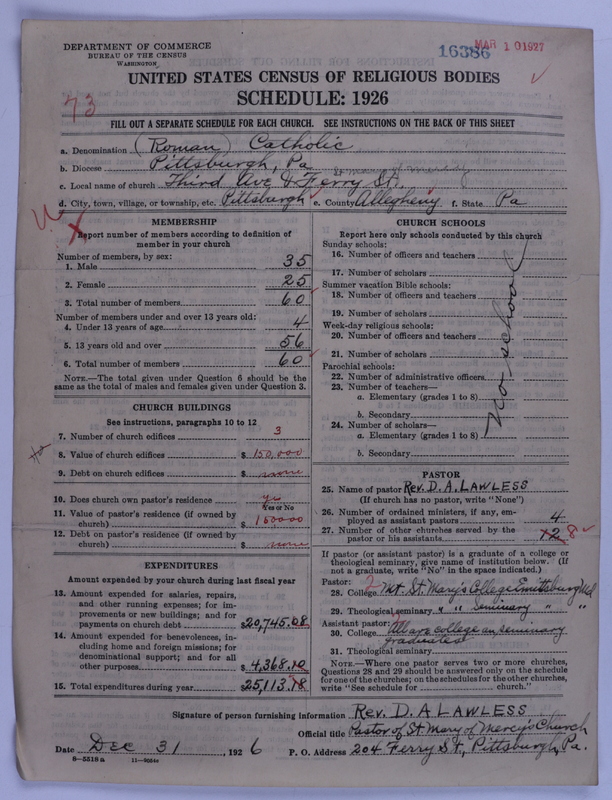 DEPARTMENT OF COMMERCE
BUREAU OF THE CENSUS
WASHINGTON
16386
MAR 10 1927
UNITED STATES CENSUS OF RELIGIOUS BODIES
SCHEDULE: 1926
73
FILL OUT A SEPARATE SCHEDULE FOR EACH CHURCH. SEE INSTRUCTIONS ON THE BACK OF THIS SHEET
a. Denomination (Roman) Catholic
b. Diocese Pittsburgh, Pa
St Mary of Mercy
c. Local name of church Third Ave & Ferry St.
d. City, town, village, or township, etc. Pittsburgh e. County Allegheny f. State Pa
MEMBERSHIP
Report number of members according to definition of
member in your church
Number of members, by sex:
1. Male 35
2. Female 25
3. Total number of members 60
Number of members under and over 13 years old:
4. Under 13 years of age 4
5. 13 years old and over 56
6. Total number of members 60
NOTE.—The total given under Question 6 should be the
same as the total of males and females given under Question 3.
CHURCH BUILDINGS
See instructions, paragraphs 10 to 12
7. Number of church edifices 3
8. Value of church edifices $150,000
9. Debt on church edifices $ none
10. Does church own pastor's residence yes
Yes or No
11. Value of pastor's residence (if owned by
church) $
12. Debt on pastor's residence (if owned by
church) $ none
EXPENDITURES
Amount expended by your church during last fiscal year
13. Amount expended for salaries, repairs,
and other running expenses; for im-
provements or new buildings; and for
payments on church debt $20,745.08
14. Amount expended for benevolences, in-
cluding home and foreign missions; for
denominational support; and for all
other purposes $4,368.10
15. Total expenditures during year $25,113.18
CHURCH SCHOOLS
Report here only schools conducted by this church
Sunday schools:
16. Number of officers and teachers
17. Number of scholars
Summer vacation Bible schools:
18. Number of officers and teachers
19. Number of scholars
Week-day religious schools:
20. Number of officers and teachers
21. Number of scholars
Parochial schools:
22. Number of administrative officers
23. Number of teachers—
a. Elementary (grades 1 to 8)
b. Secondary
24. Number of scholars—
a. Elementary (grades 1 to 8)
b. Secondary
No school
PASTOR
25. Name of pastor Rev. D. A. LAWLESS
(If church has no pastor, write "None")
26. Number of ordained ministers, if any, em-
ployed as assistant pastors 4
27. Number of other churches served by the
pastor or his assistants 12 8
If pastor (or assistant pastor) is a graduate of a college or
theological seminary, give name of institution below. (If
not a graduate, write "No" in the space indicated.)
Pastor:
28. College Mt. St. Mary's College Emittsburg Md
29. Theological seminary " " Seminary " "
Assistant pastor:
30. College All are college and seminary
graduates
31. Theological seminary
NOTE.—Where one pastor serves two or more churches,
Questions 28 and 29 should be answered only on the schedule
for one of the churches; on the schedules for the other churches,
write "See schedule for church."
Signature of person furnishing information Rev. D. A LAWLESS
Official title Pastor of St. Mary of Mercy's Church
Date Dec 31, 1926 P. O. Address 204 Ferry St., Pittsburgh, Pa.
8—5318 a